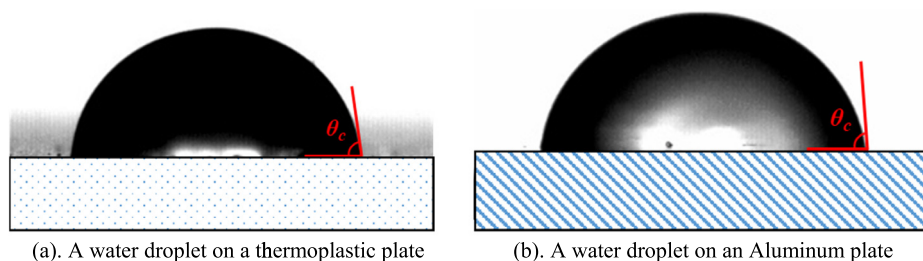 θc
θc
(a). A water droplet on a thermoplastic plate
(b). A water droplet on an Aluminum plate